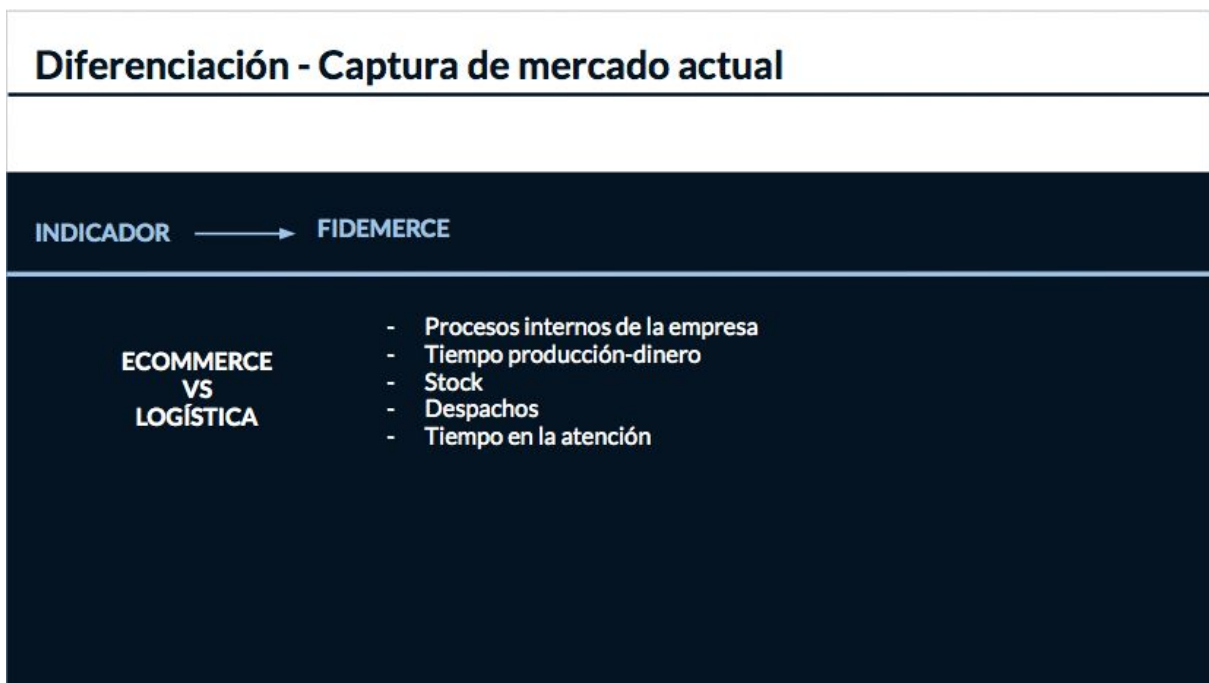 Diferenciación - Captura de mercado actual
INDICADOR
FIDEMERCE
ECOMMERCE
VS
LOGÍSTICA
- Procesos internos de la empresa
- Tiempo producción-dinero
- Stock
- Despachos
- Tiempo en la atención